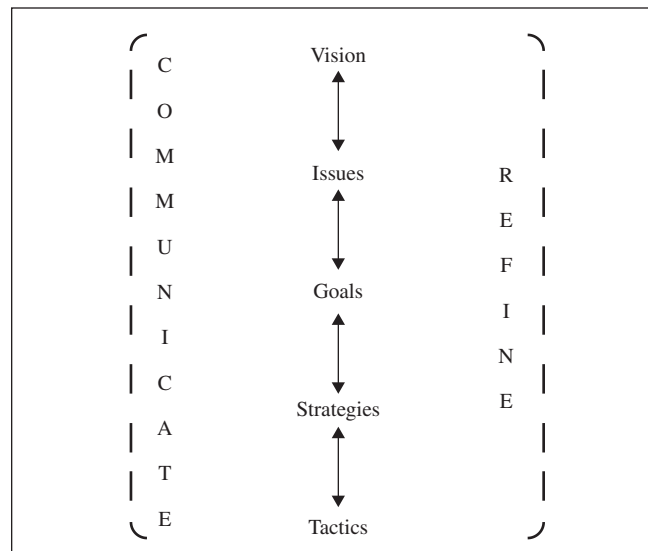 COMMUNICATE
Vision
Issues
Goals
Strategies
Tactics
REFINE